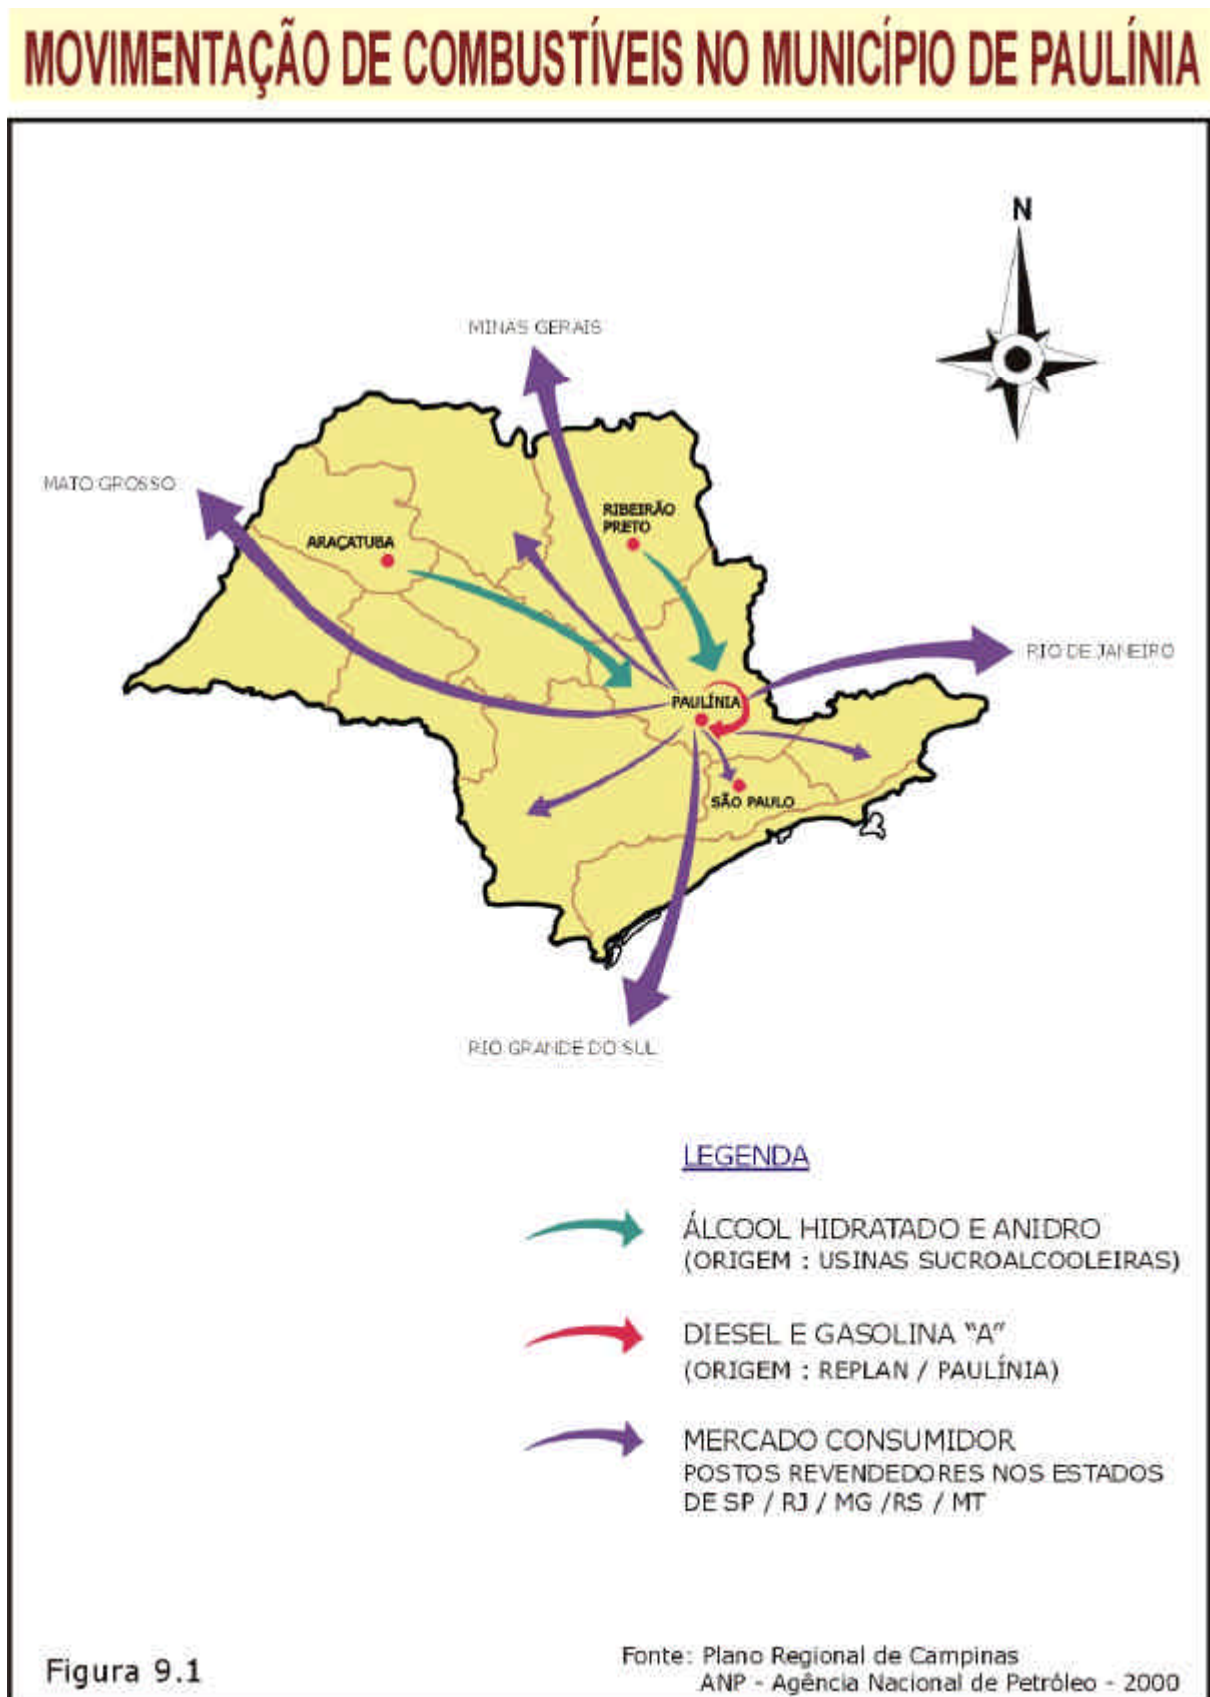 MOVIMENTAÇÃO DE COMBUSTÍVEIS NO MUNICÍPIO DE PAULÍNIA
N
MINAS GERAIS
MATO GROSSO
RIBEIRÃO
PRETO
ARAÇATUBA
RIO DE JANEIRO
PAULÍNIA
SÃO PAULO
RIO GRANDE DO SUL
LEGENDA
ÁLCOOL HIDRATADO E ANIDRO
(ORIGEM : USINAS SUCROALCOOLEIRAS)
DIESEL E GASOLINA "A"
(ORIGEM : REPLAN / PAULÍNIA)
MERCADO CONSUMIDOR
POSTOS REVENDEDORES NOS ESTADOS
DE SP / RJ / MG /RS / MT
Figura 9.1
Fonte: Plano Regional de Campinas
ANP - Agência Nacional de Petróleo - 2000